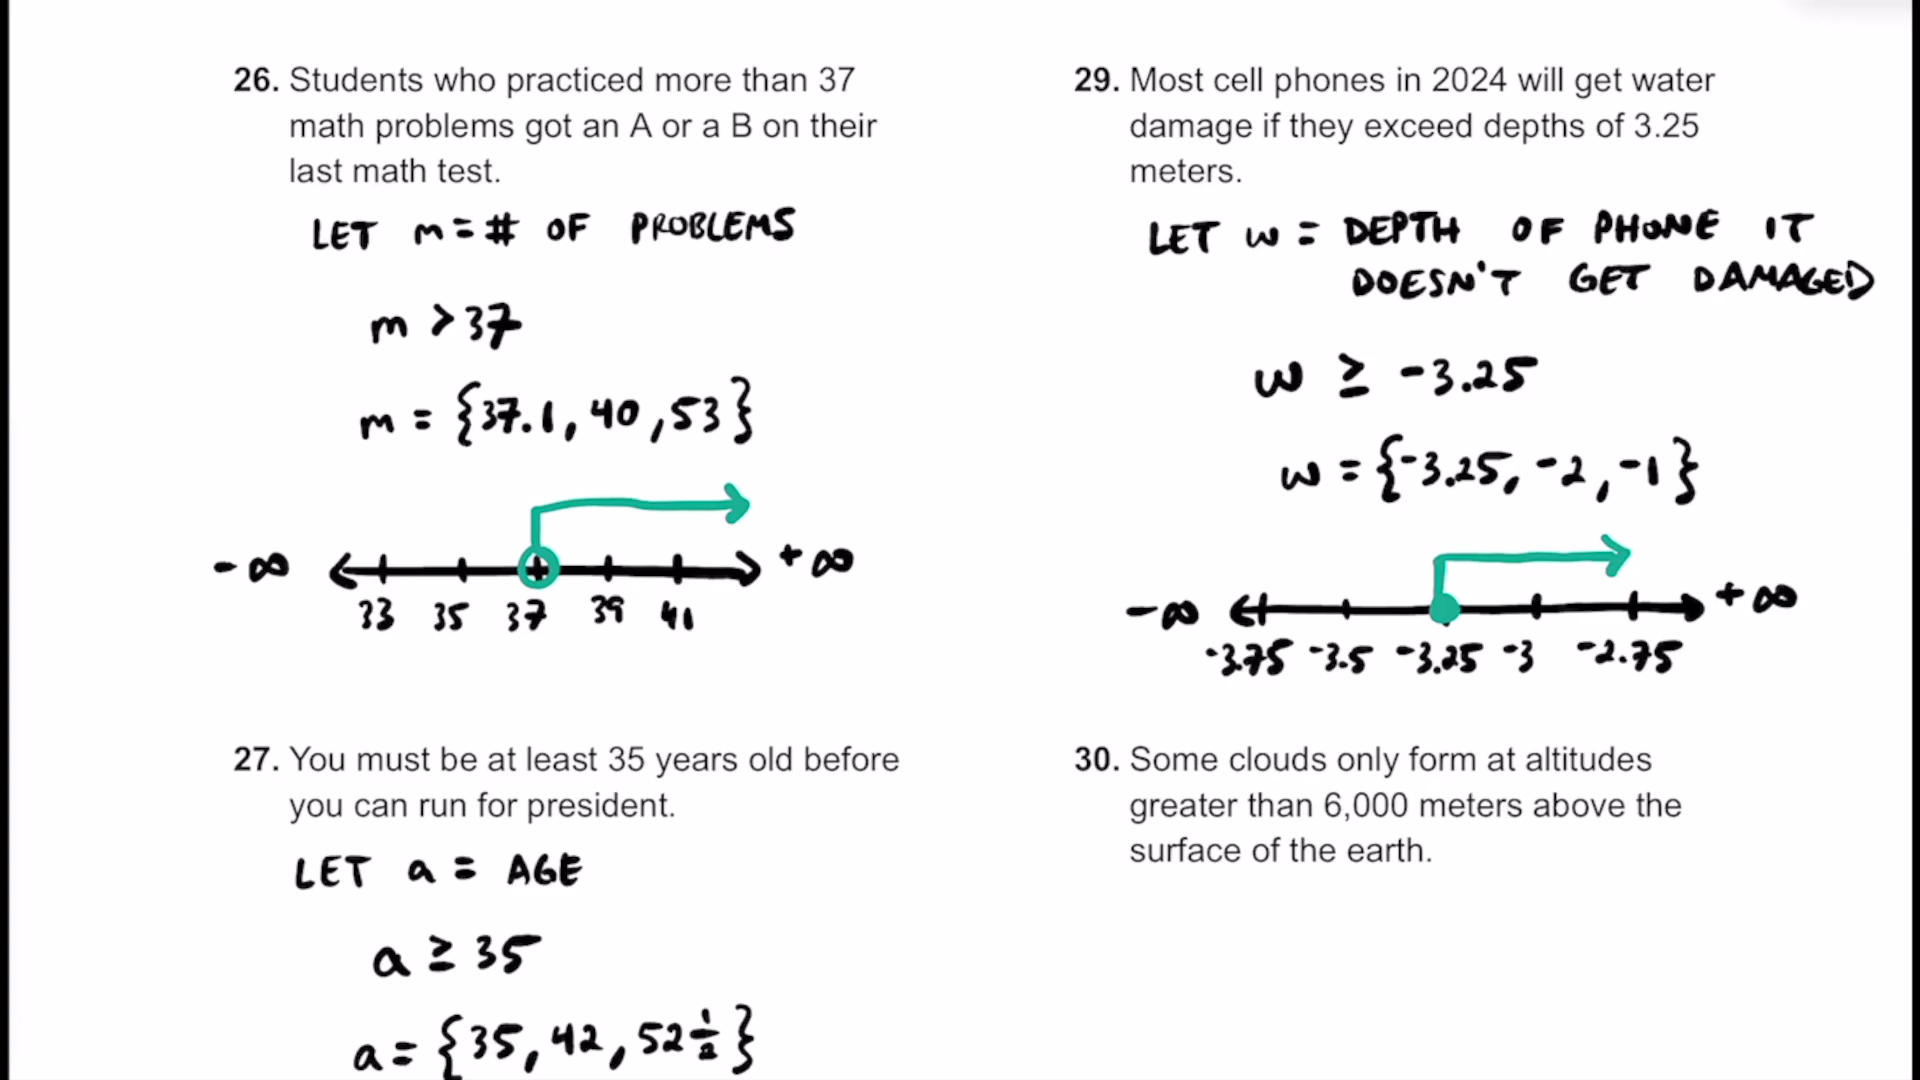 26. Students who practiced more than 37
math problems got an A or a B on their
last math test.
LET m = # OF PROBLEMS
m > 37
m = {37.1, 40, 53}
-∞ +∞
33 35 37 39 41
27. You must be at least 35 years old before
you can run for president.
LET a = AGE
a ≥ 35
a = {35, 42, 52 1/2}
29. Most cell phones in 2024 will get water
damage if they exceed depths of 3.25
meters.
LET w = DEPTH OF PHONE IT
DOESN'T GET DAMAGED
w ≥ -3.25
w = {-3.25, -2, -1}
-∞ +∞
-3.75 -3.5 -3.25 -3 -2.75
30. Some clouds only form at altitudes
greater than 6,000 meters above the
surface of the earth.